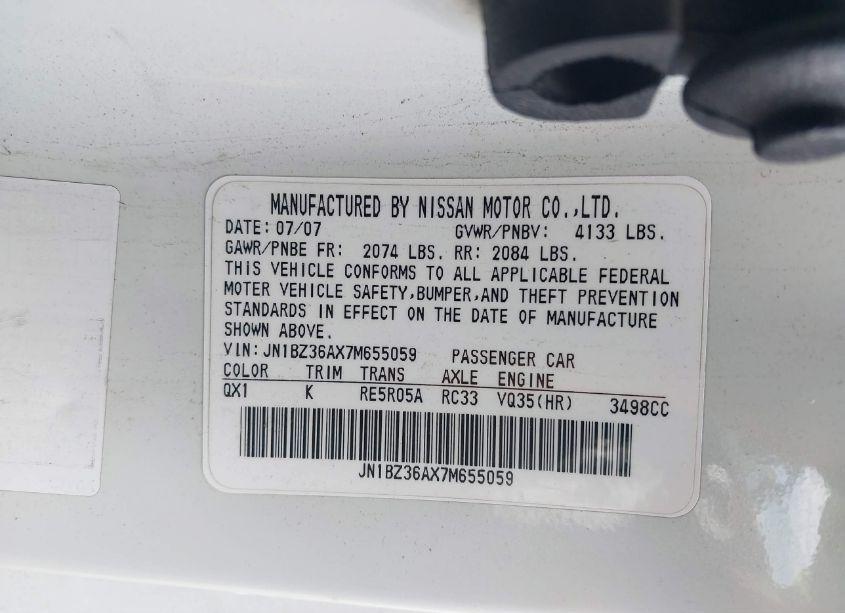 MANUFACTURED BY NISSAN MOTOR CO.,LTD.
DATE: 07/07 GVWR/PNBV: 4133 LBS.
GAWR/PNBE FR: 2074 LBS. RR: 2084 LBS.
THIS VEHICLE CONFORMS TO ALL APPLICABLE FEDERAL
MOTER VEHICLE SAFETY,BUMPER,AND THEFT PREVENTION
STANDARDS IN EFFECT ON THE DATE OF MANUFACTURE
SHOWN ABOVE.
VIN:JN1BZ36AX7M655059 PASSENGER CAR
COLOR TRIM TRANS AXLE ENGINE
QX1 K RE5R05A RC33 VQ35(HR) 3498CC
JN1BZ36AX7M655059